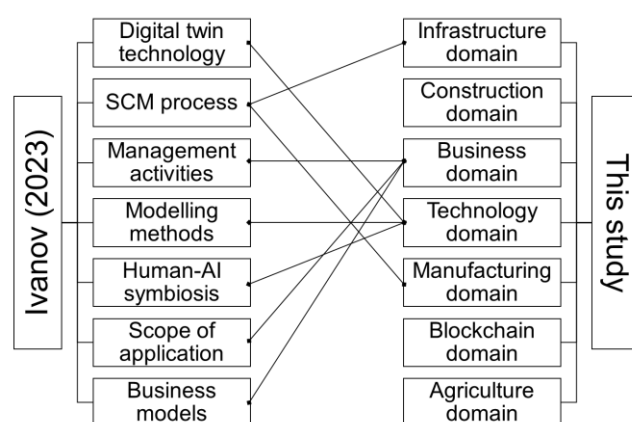 Ivanov (2023)
Digital twin
technology
SCM process
Management
activities
Modelling
methods
Human-AI
symbiosis
Scope of
application
Business
models
Infrastructure
domain
Construction
domain
Business
domain
Technology
domain
Manufacturing
domain
Blockchain
domain
Agriculture
domain
This study